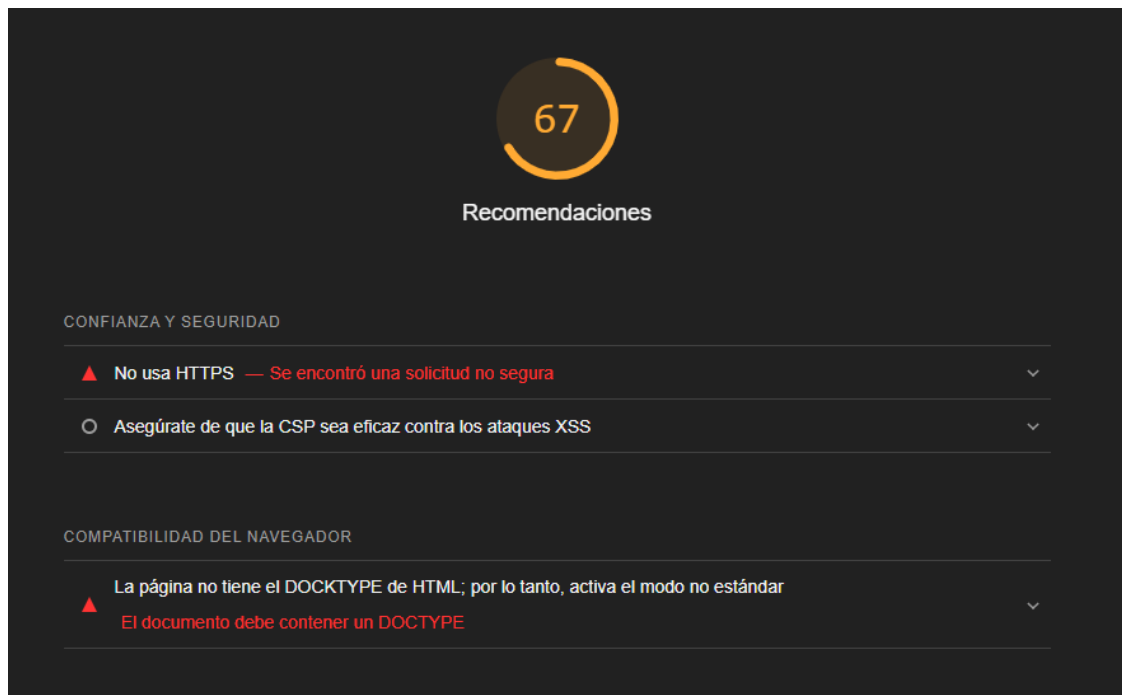 67
Recomendaciones
CONFIANZA Y SEGURIDAD
No usa HTTPS — Se encontró una solicitud no segura
Asegúrate de que la CSP sea eficaz contra los ataques XSS
COMPATIBILIDAD DEL NAVEGADOR
La página no tiene el DOCKTYPE de HTML; por lo tanto, activa el modo no estándar
El documento debe contener un DOCTYPE